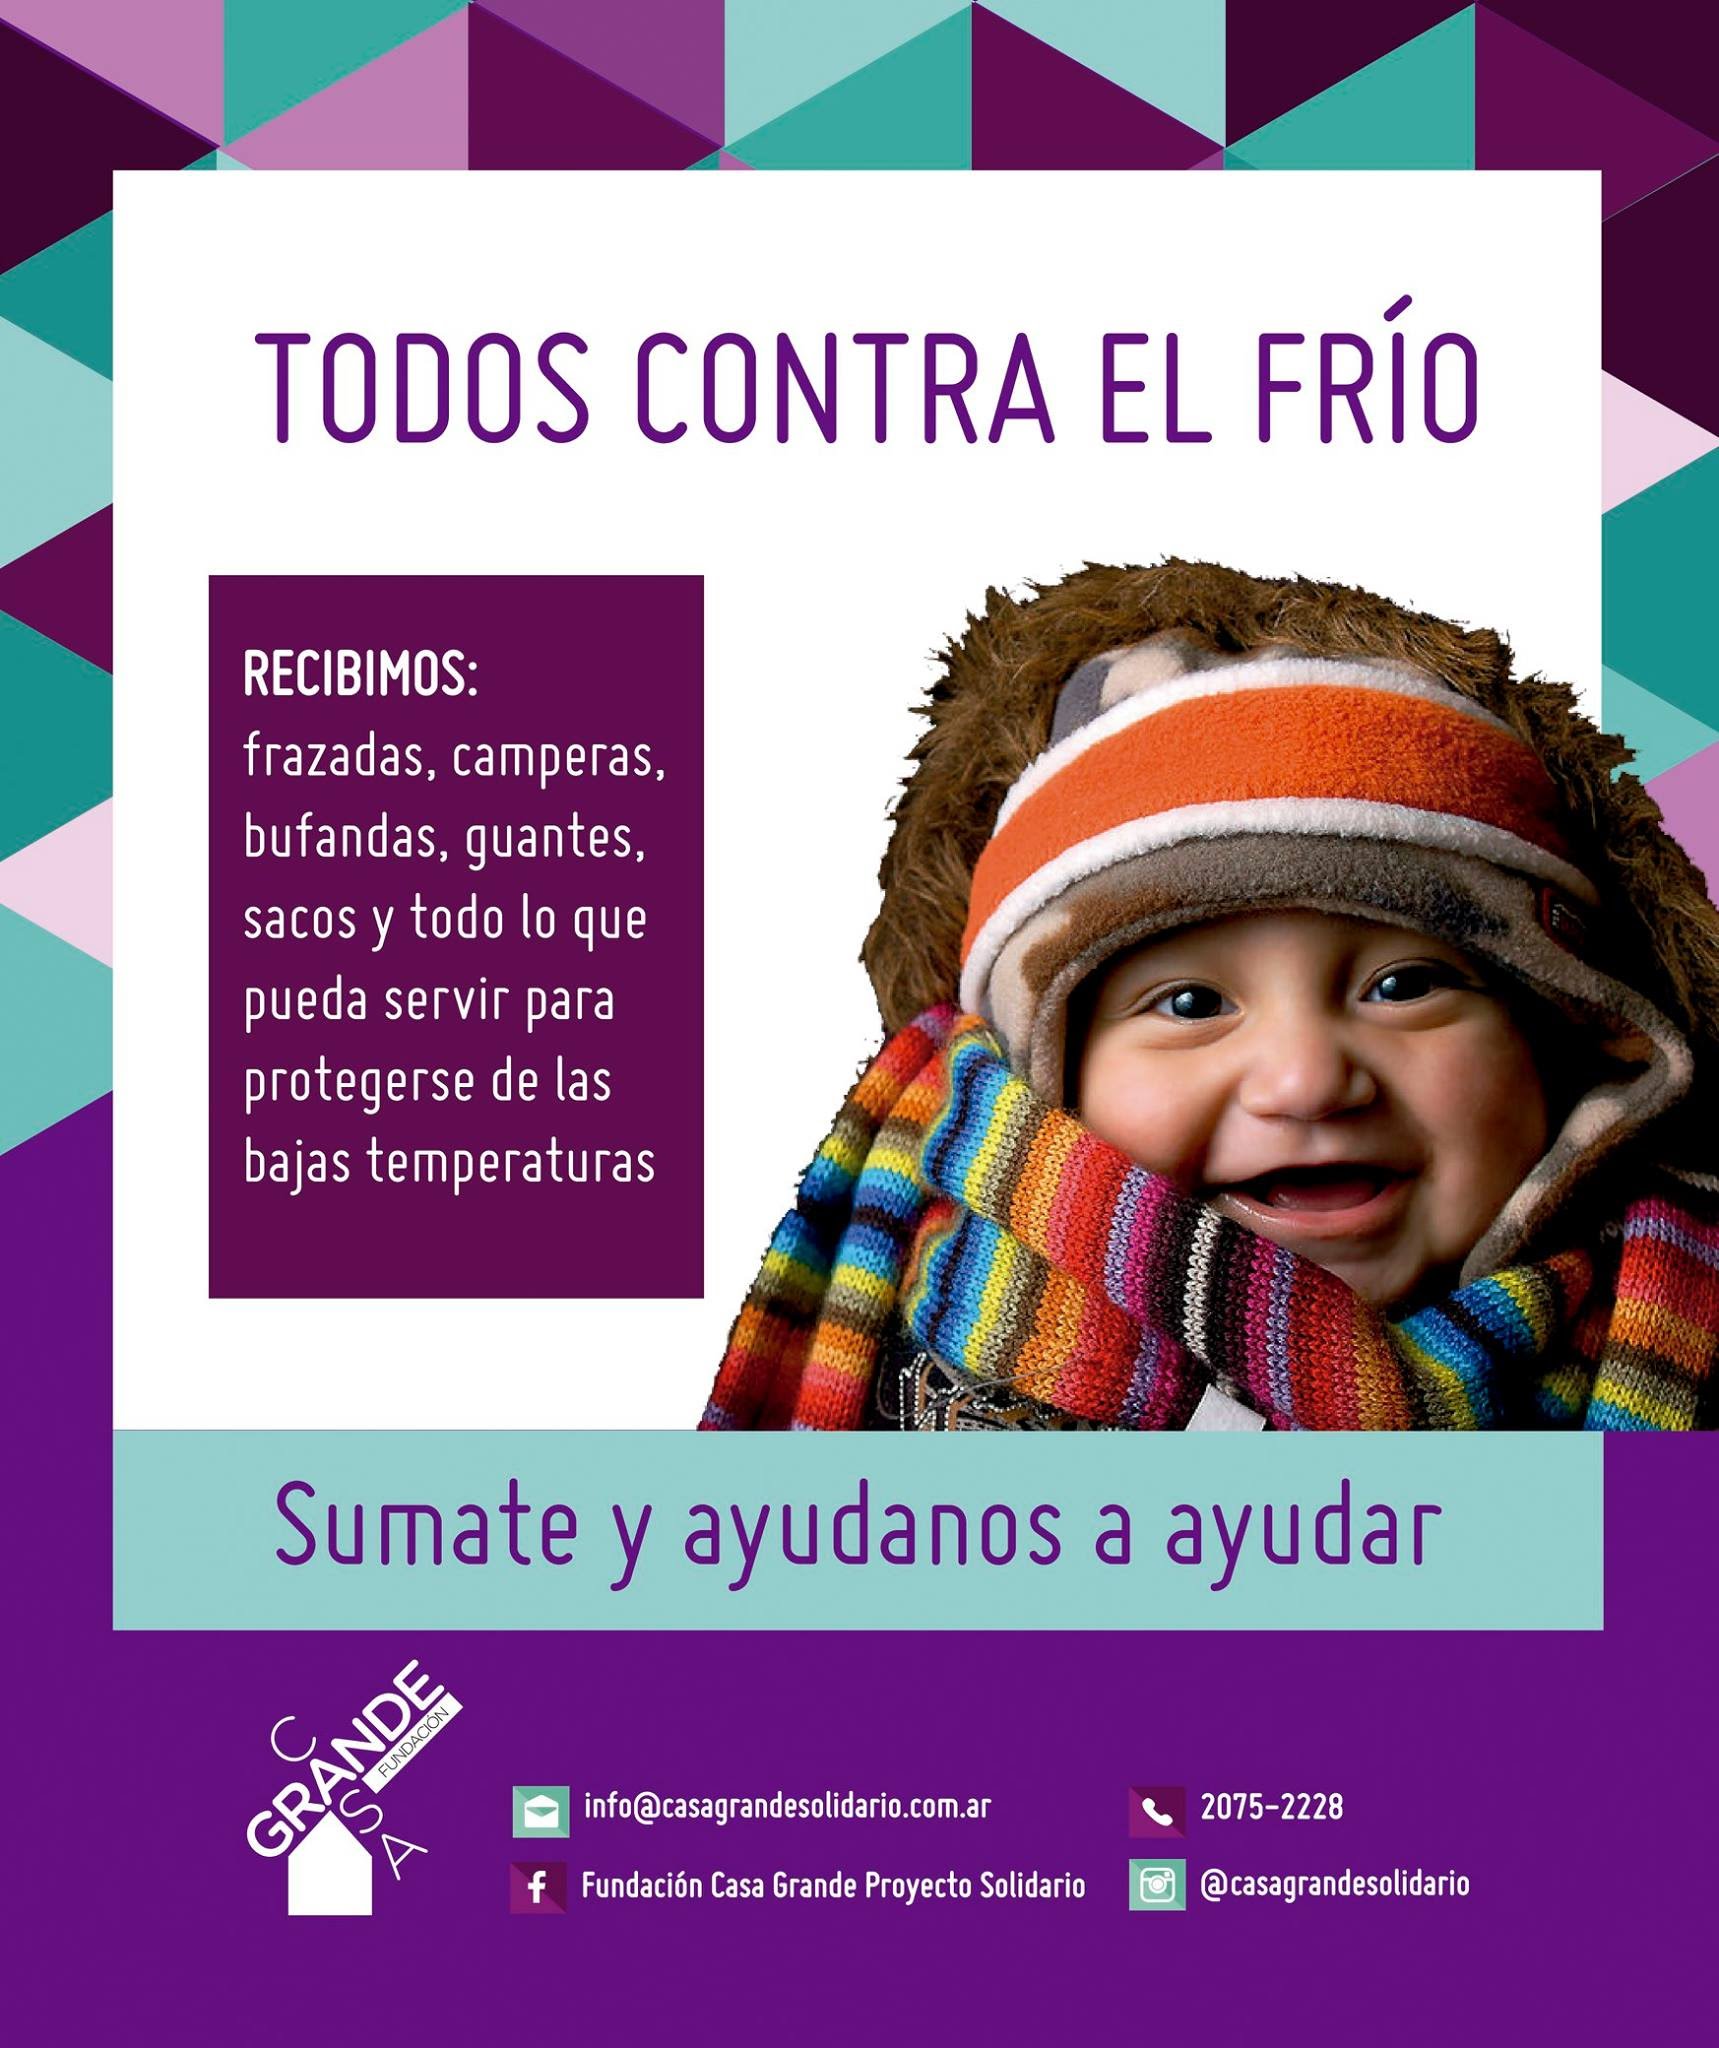 TODOS CONTRA EL FRÍO
RECIBIMOS:
frazadas, camperas,
bufandas, guantes,
sacos y todo lo que
pueda servir para
protegerse de las
bajas temperaturas
Sumate y ayudanos a ayudar
CASA
GRANDE
FUNDACIÓN
info@casagrandesolidario.com.ar
2075-2228
Fundación Casa Grande Proyecto Solidario
@casagrandesolidario